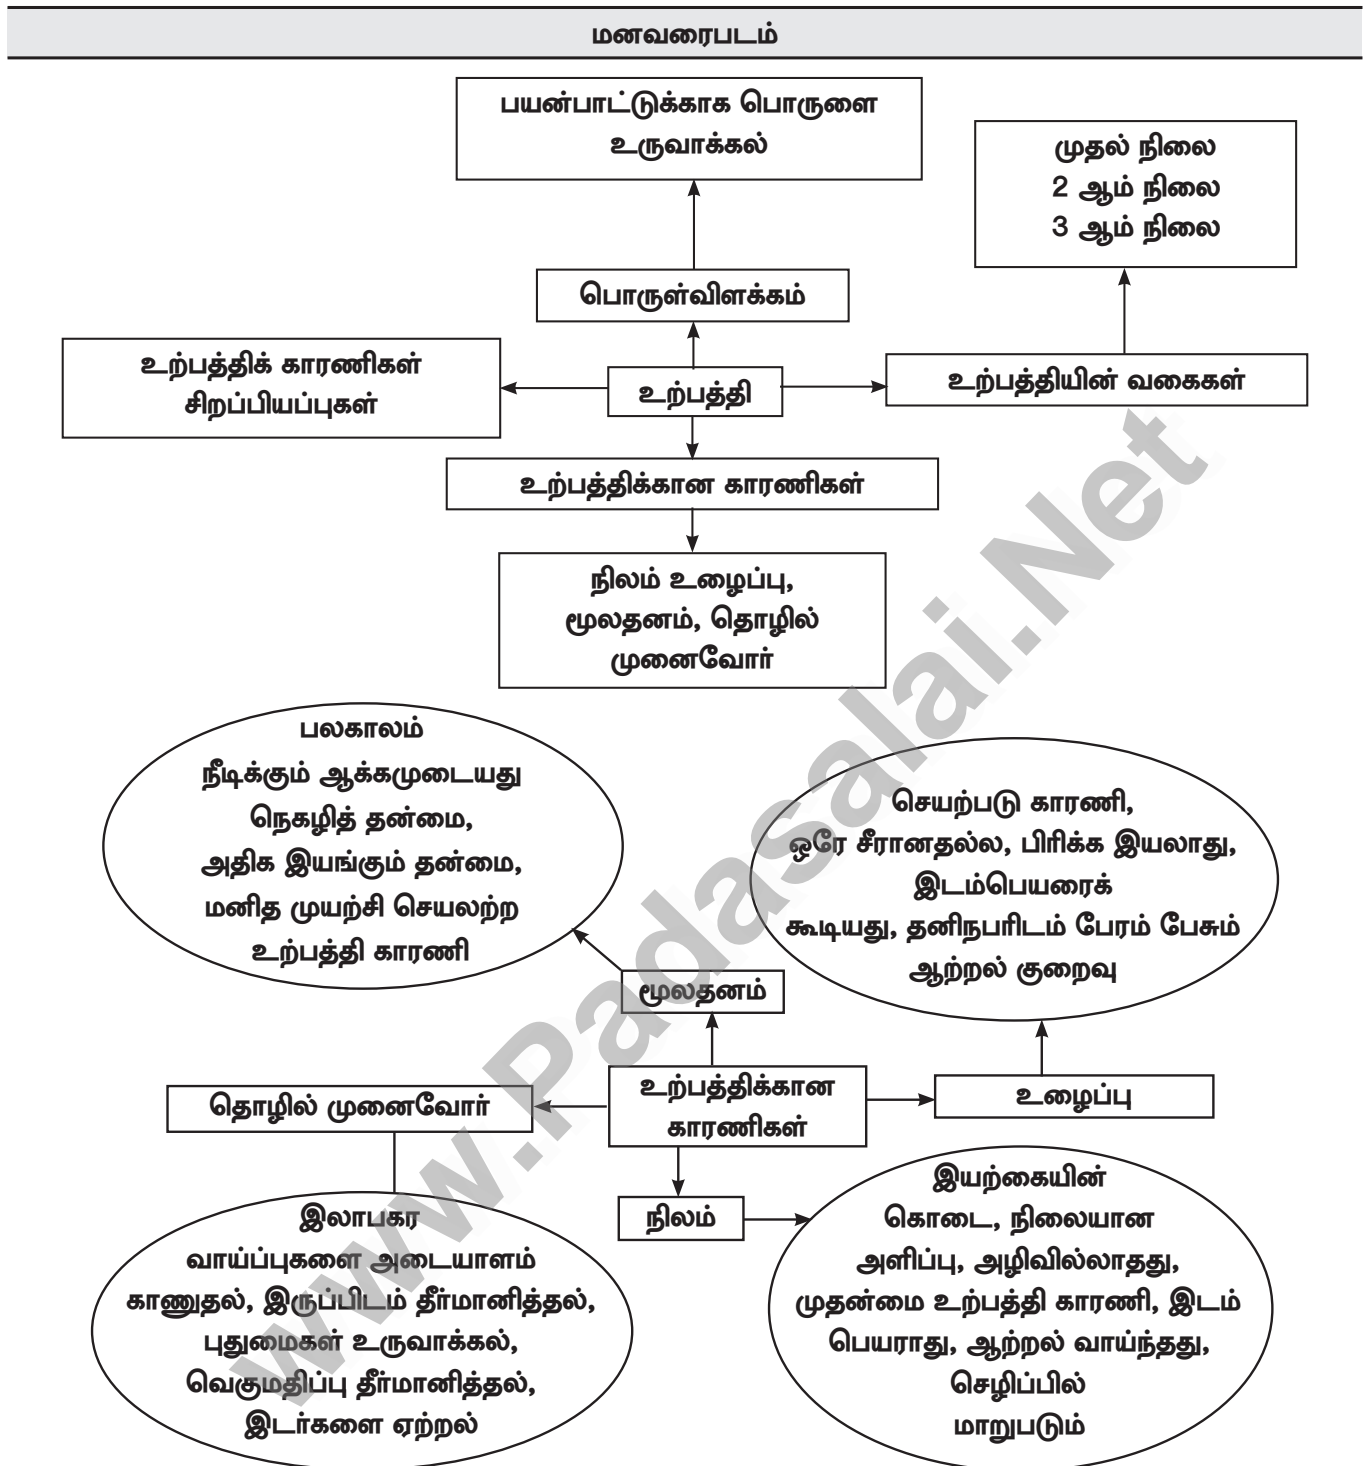 மனவரைபடம்
பயன்பாட்டுக்காக பொருளை
உருவாக்கல்
முதல் நிலை
2 ஆம் நிலை
3 ஆம் நிலை
பொருள்விளக்கம்
உற்பத்திக் காரணிகள்
சிறப்பியப்புகள்
உற்பத்தி
உற்பத்தியின் வகைகள்
உற்பத்திக்கான காரணிகள்
நிலம் உழைப்பு,
மூலதனம், தொழில்
முனைவோர்
பலகாலம்
நீடிக்கும் ஆக்கமுடையது
நெகழித் தன்மை,
அதிக இயங்கும் தன்மை,
மனித முயற்சி செயலற்ற
உற்பத்தி காரணி
செயற்படு காரணி,
ஒரே சீரானதல்ல, பிரிக்க இயலாது,
இடம்பெயரைக்
கூடியது, தனிநபரிடம் பேரம் பேசும்
ஆற்றல் குறைவு
மூலதனம்
தொழில் முனைவோர்
உற்பத்திக்கான
காரணிகள்
உழைப்பு
நிலம்
இலாபகர
வாய்ப்புகளை அடையாளம்
காணுதல், இருப்பிடம் தீர்மானித்தல்,
புதுமைகள் உருவாக்கல்,
வெகுமதிப்பு தீர்மானித்தல்,
இடர்களை ஏற்றல்
இயற்கையின்
கொடை, நிலையான
அளிப்பு, அழிவில்லாதது,
முதன்மை உற்பத்தி காரணி, இடம்
பெயராது, ஆற்றல் வாய்ந்தது,
செழிப்பில்
மாறுபடும்
www.Padasalai.Net